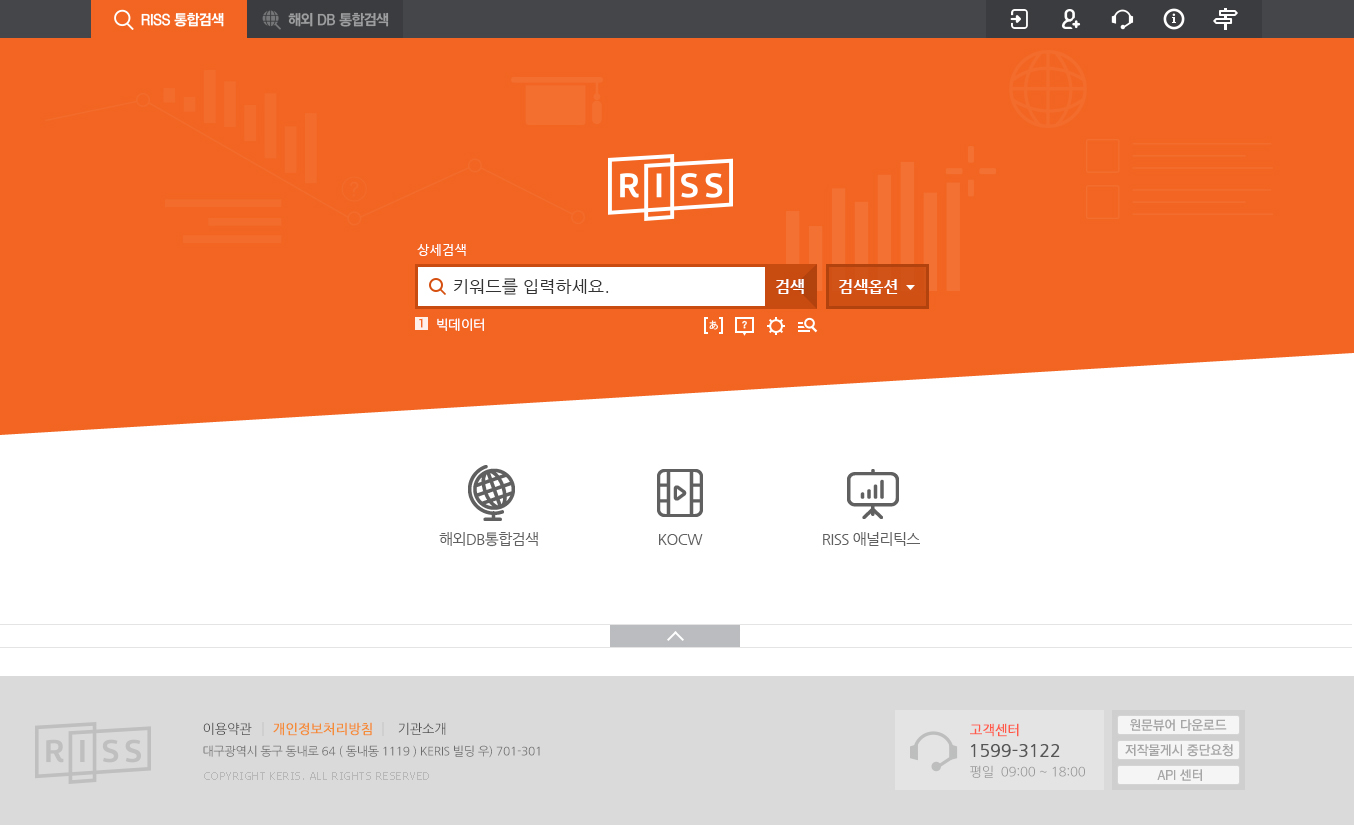 RISS 통합검색 해외 DB 통합검색
RISS
상세검색
키워드를 입력하세요. 검색 검색옵션
1 빅데이터
[あ] ?
해외DB통합검색 KOCW RISS 애널리틱스
RISS
이용약관 | 개인정보처리방침 | 기관소개
대구광역시 동구 동내로 64 ( 동내동 1119 ) KERIS 빌딩 우) 701-301
COPYRIGHT KERIS. ALL RIGHTS RESERVED
고객센터
1599-3122
평일 09:00 ~ 18:00
원문뷰어 다운로드
저작물게시 중단요청
API 센터